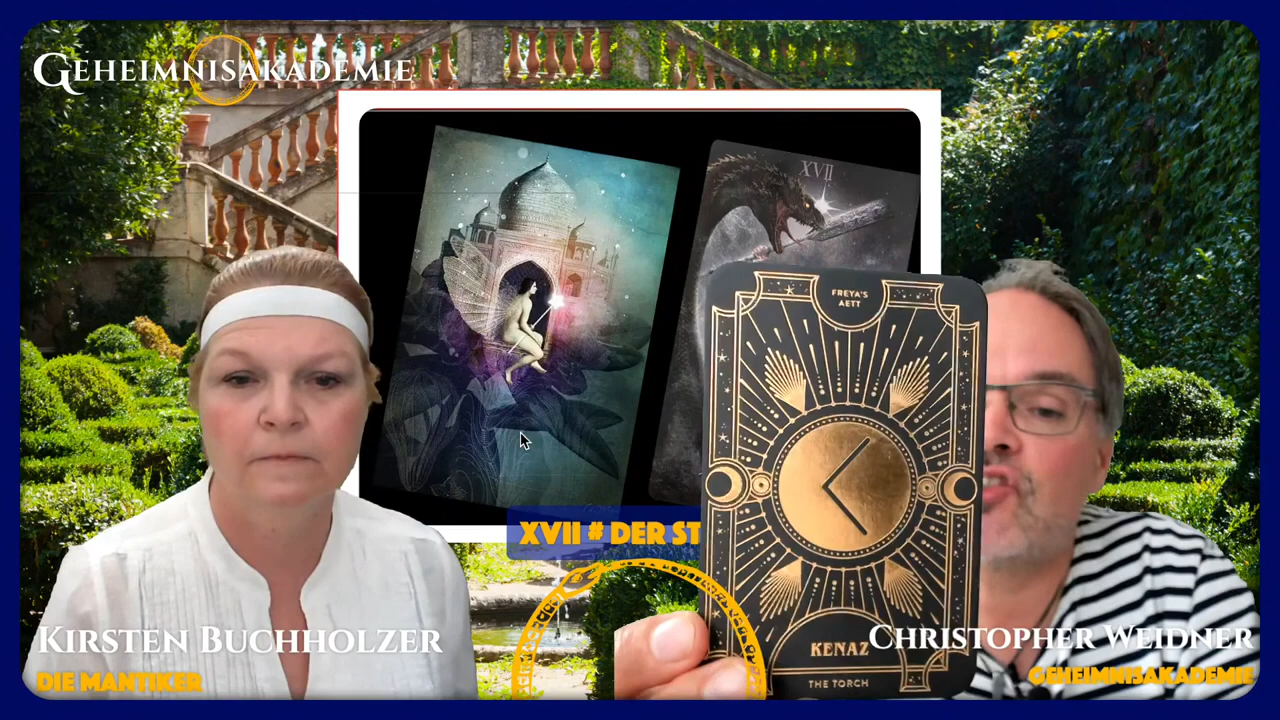 GEHEIMNISAKADEMIE
XVII
FREYA'S
AETT
XVII # DER ST
KENAZ
THE TORCH
KIRSTEN BUCHHOLZER
DIE MANTIKER
CHRISTOPHER WEIDNER
GEHEIMNISAKADEMIE